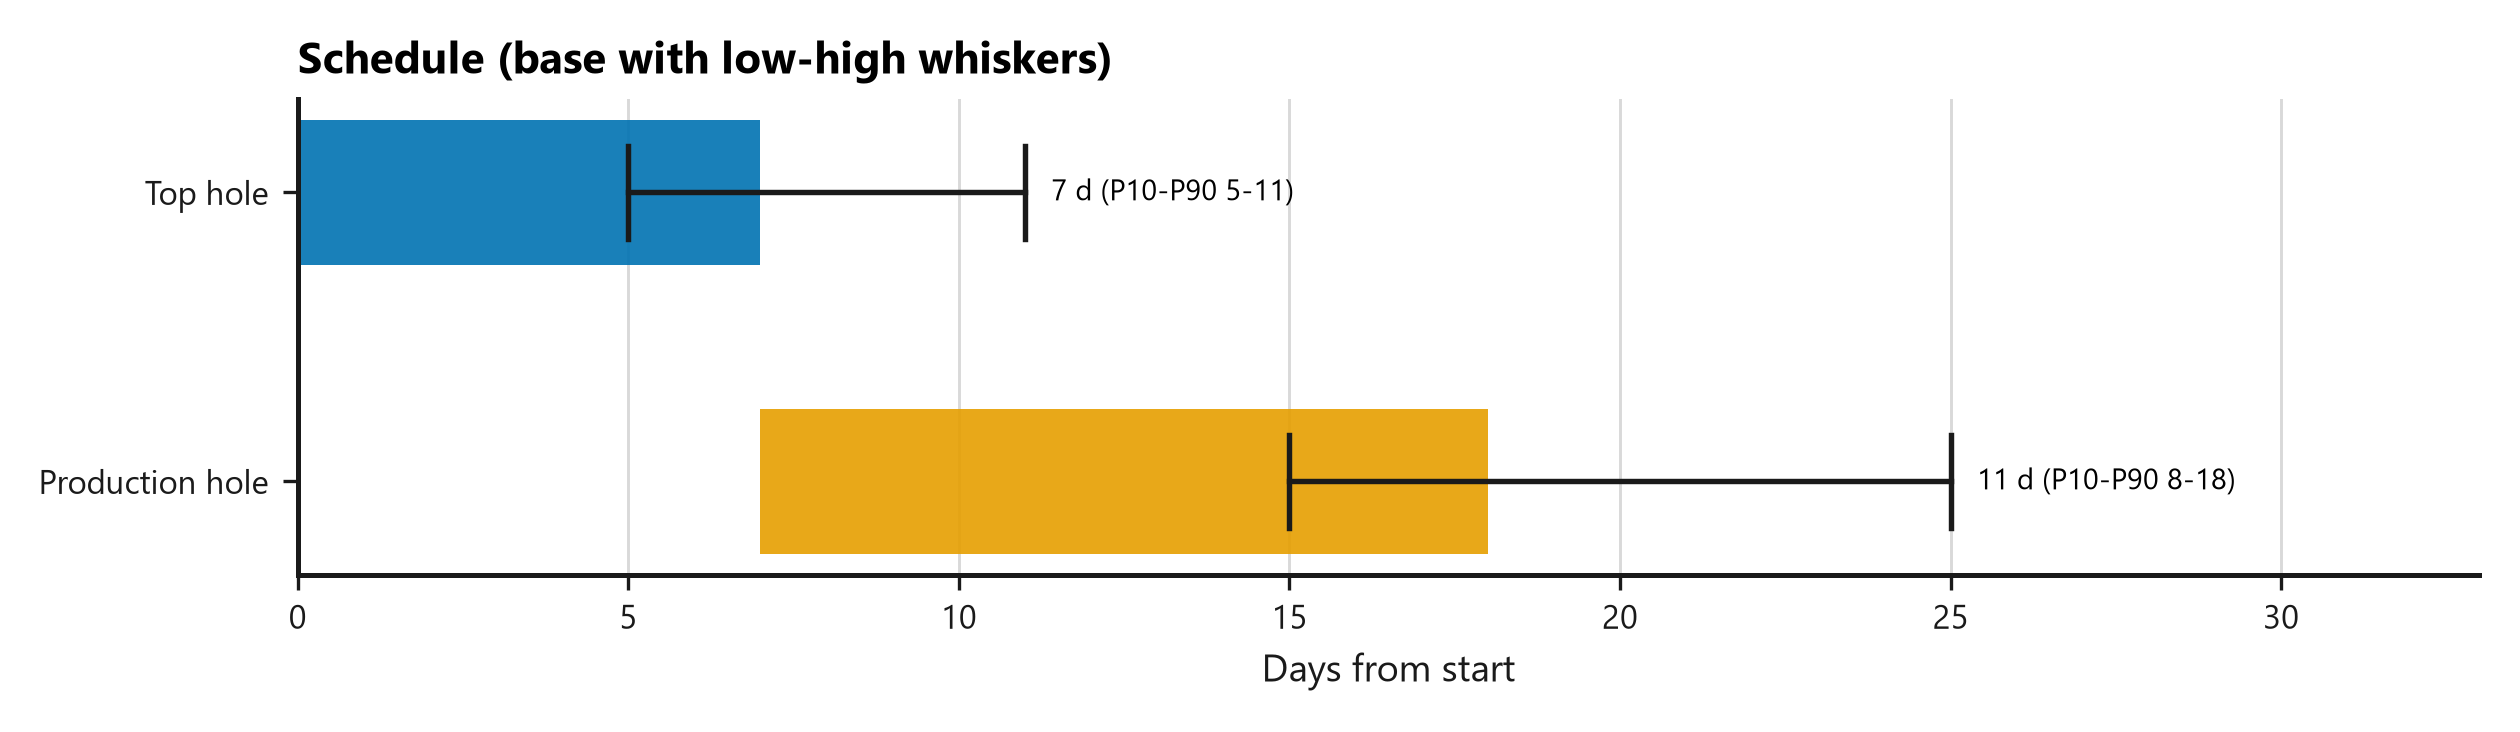 Schedule (base with low-high whiskers)
Top hole
7 d (P10-P90 5-11)
Production hole
11 d (P10-P90 8-18)
0 5 10 15 20 25 30
Days from start